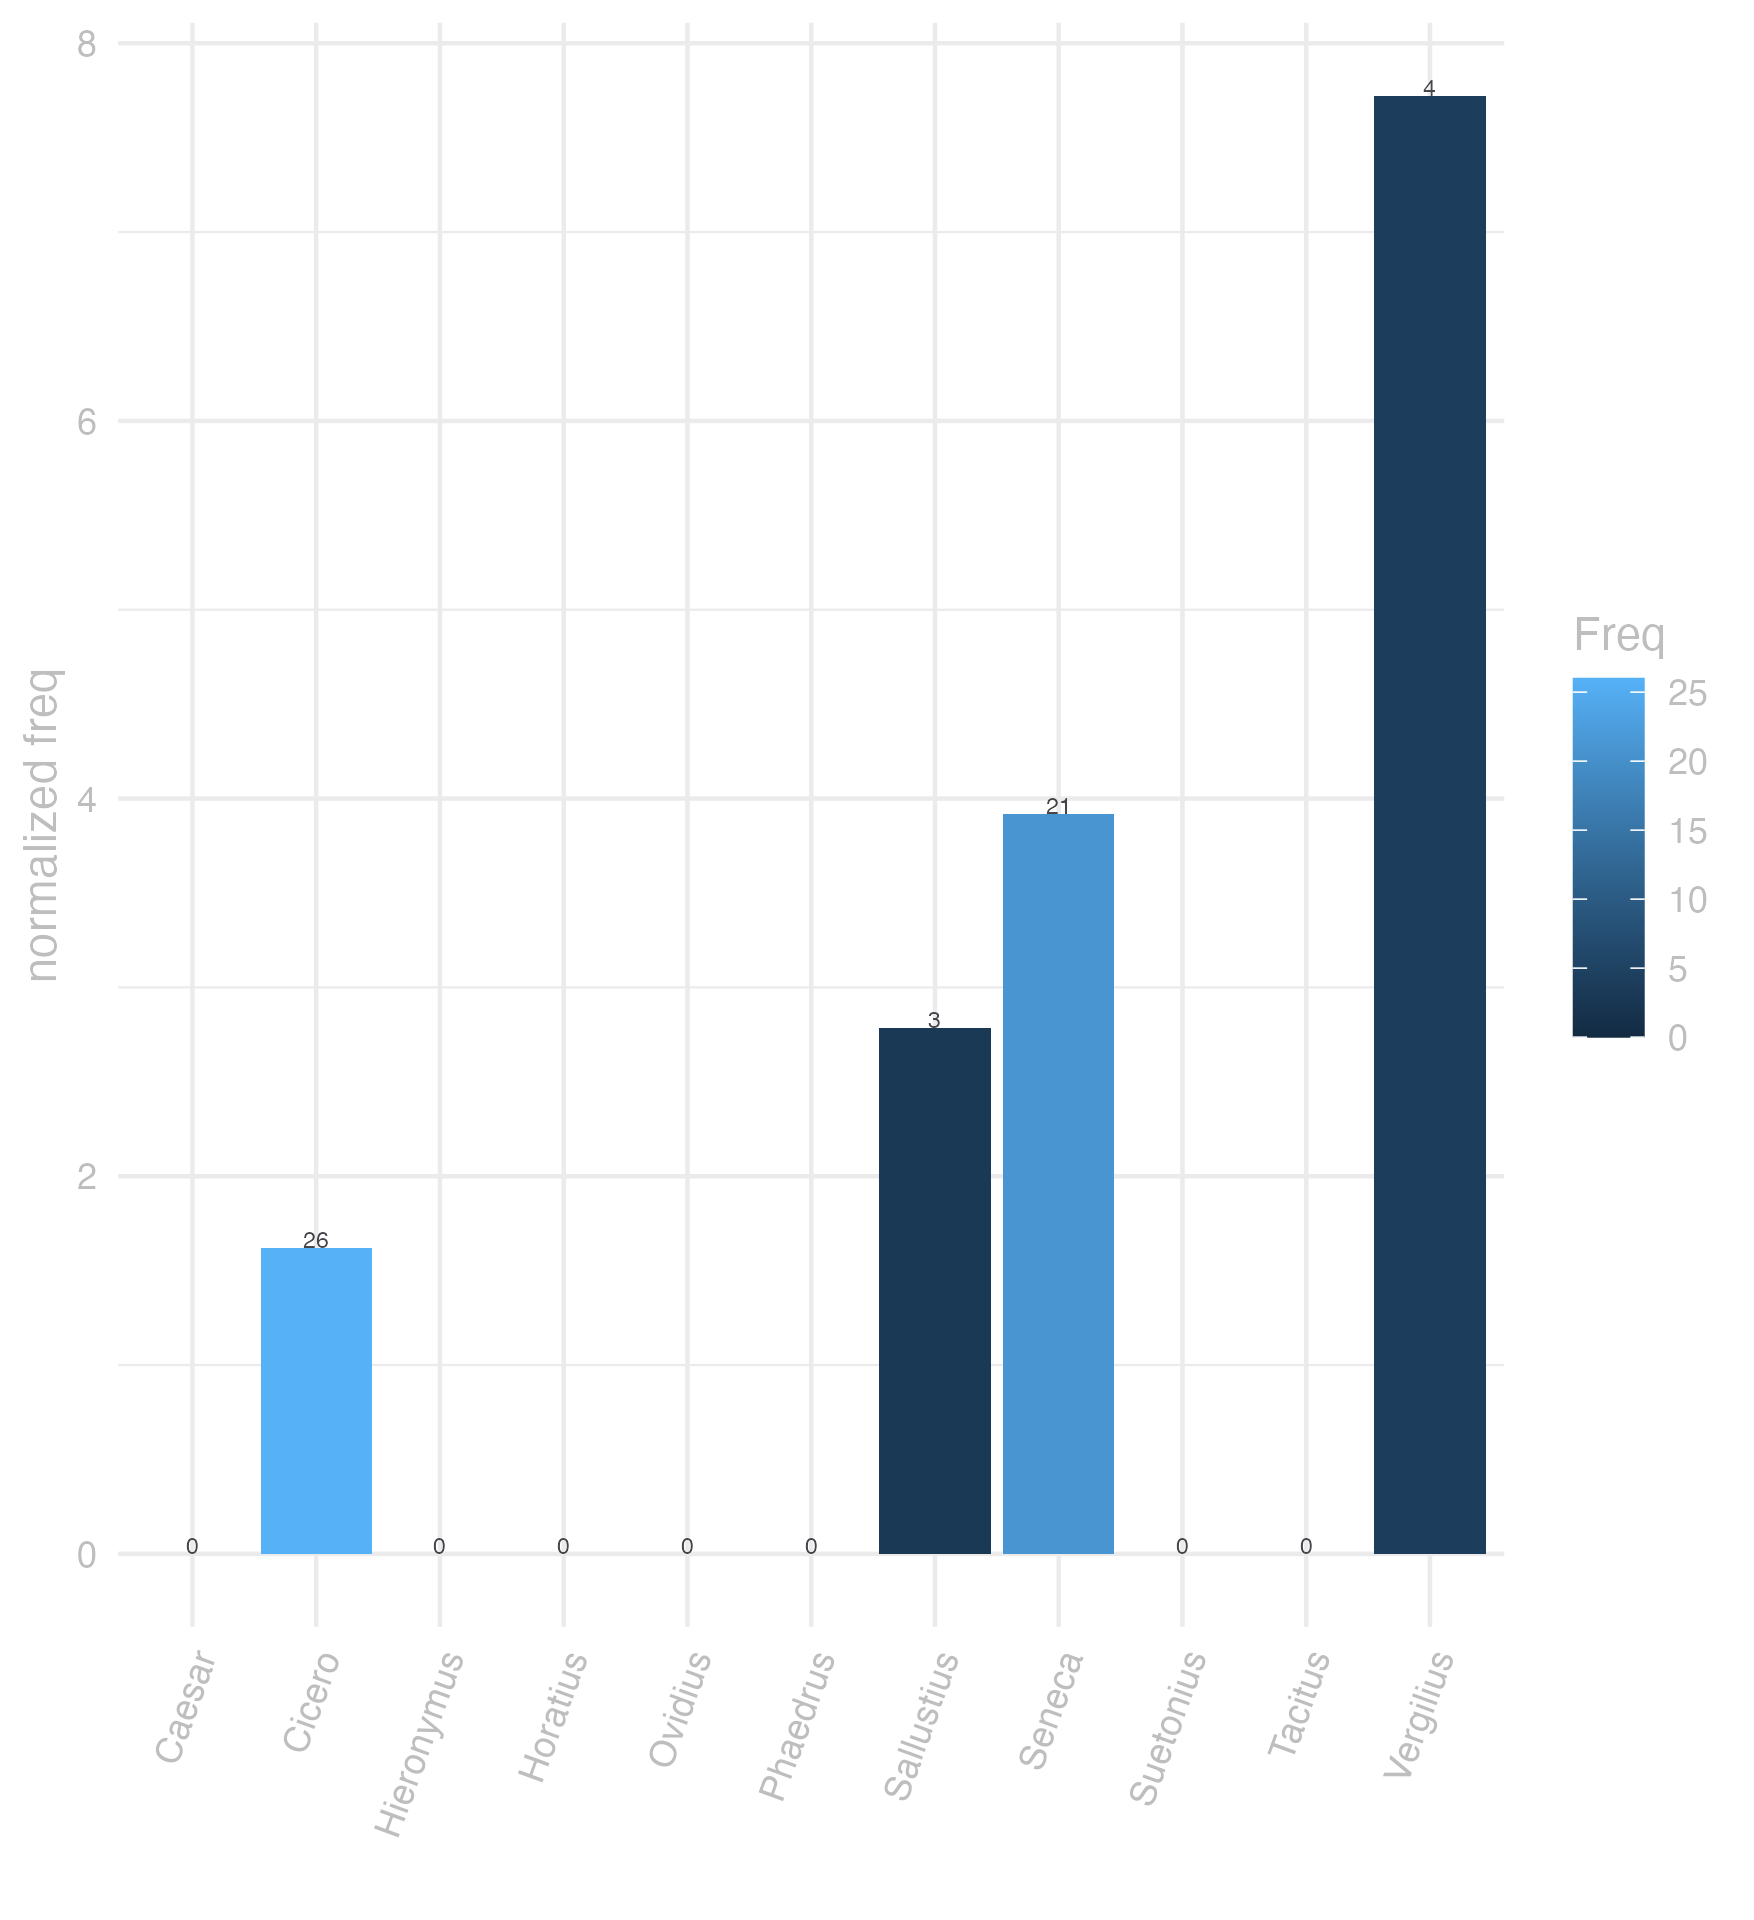 8
6
4
2
0
normalized freq
4
21
3
26
0
0
0
0
0
0
0
Caesar
Cicero
Hieronymus
Horatius
Ovidius
Phaedrus
Sallustius
Seneca
Suetonius
Tacitus
Vergilius
Freq
25
20
15
10
5
0